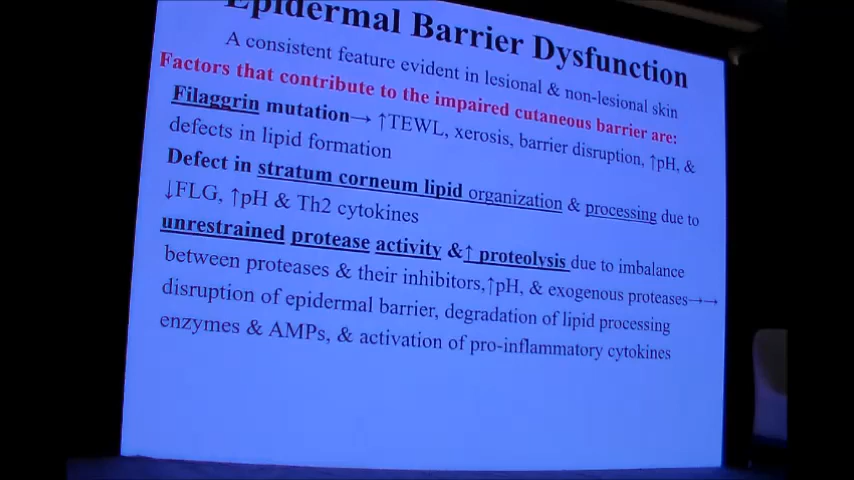 Epidermal Barrier Dysfunction
A consistent feature evident in lesional & non-lesional skin
Factors that contribute to the impaired cutaneous barrier are:
Filaggrin mutation→ ↑TEWL, xerosis, barrier disruption, ↑pH, &
defects in lipid formation
Defect in stratum corneum lipid organization & processing due to
↓FLG, ↑pH & Th2 cytokines
unrestrained protease activity &↑ proteolysis due to imbalance
between proteases & their inhibitors,↑pH, & exogenous proteases→→
disruption of epidermal barrier, degradation of lipid processing
enzymes & AMPs, & activation of pro-inflammatory cytokines